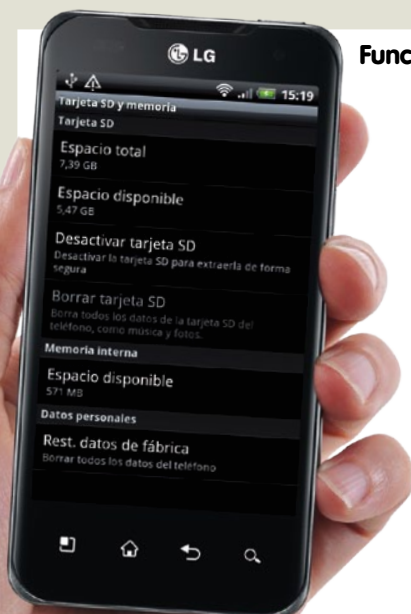 Func
LG
15:19
Tarjeta SD y memoria
Tarjeta SD
Espacio total
7,39 GB
Espacio disponible
5,47 GB
Desactivar tarjeta SD
Desactivar la tarjeta SD para extraerla de forma
segura
Borrar tarjeta SD
Borra todos los datos de la tarjeta SD del
teléfono, como música y fotos.
Memoria interna
Espacio disponible
571 MB
Datos personales
Rest. datos de fábrica
Borrar todos los datos del teléfono